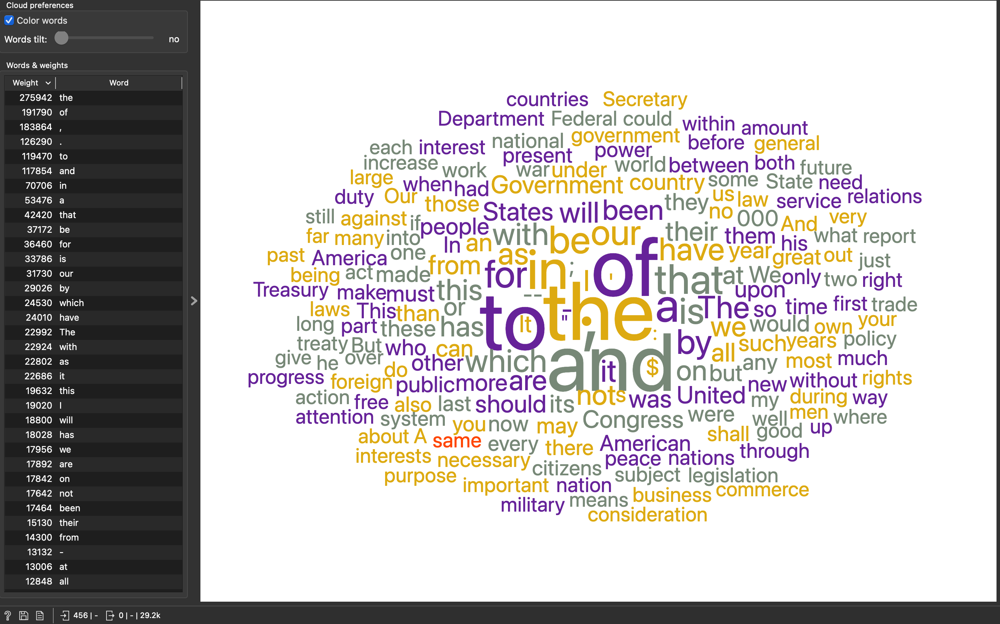 Cloud preferences
Color words
Words tilt: no
Words & weights
Weight Word
275942 the
191790 of
183864 ,
126290 .
119470 to
117854 and
70706 in
53476 a
42420 that
37172 be
36460 for
33786 is
31730 our
29026 by
24530 which
24010 have
22992 The
22924 with
22802 as
22686 it
19632 this
19020 I
18800 will
18028 has
17956 we
17892 are
17842 on
17642 not
17464 been
15130 their
14300 from
13132 -
13006 at
12848 all
? 456 | - 0 | - | 29.2k
countries Secretary
Department Federal could within amount
each interest national government before general
increase present power
work war under world between both future
large when had Government country some State need
duty Our those us law service relations
still against if States will been they no 000 And very
far many into people In an with be our their them his what report
past America one from as have year great out just
being act made for in ; I of ' that at We only two right
Treasury make must this -- upon
laws This than or to the a is The so time first trade
long part these has It - " . : we would own your
treaty But who can , by all such years policy
give he over do other which and it $ on but any most much
progress foreign public more are new without rights
action free also last should its not s was United my during way
attention system you now may Congress were well men where
about A same every there American shall good up
interests necessary citizens peace nations through
purpose important nation subject legislation
military means business commerce
consideration